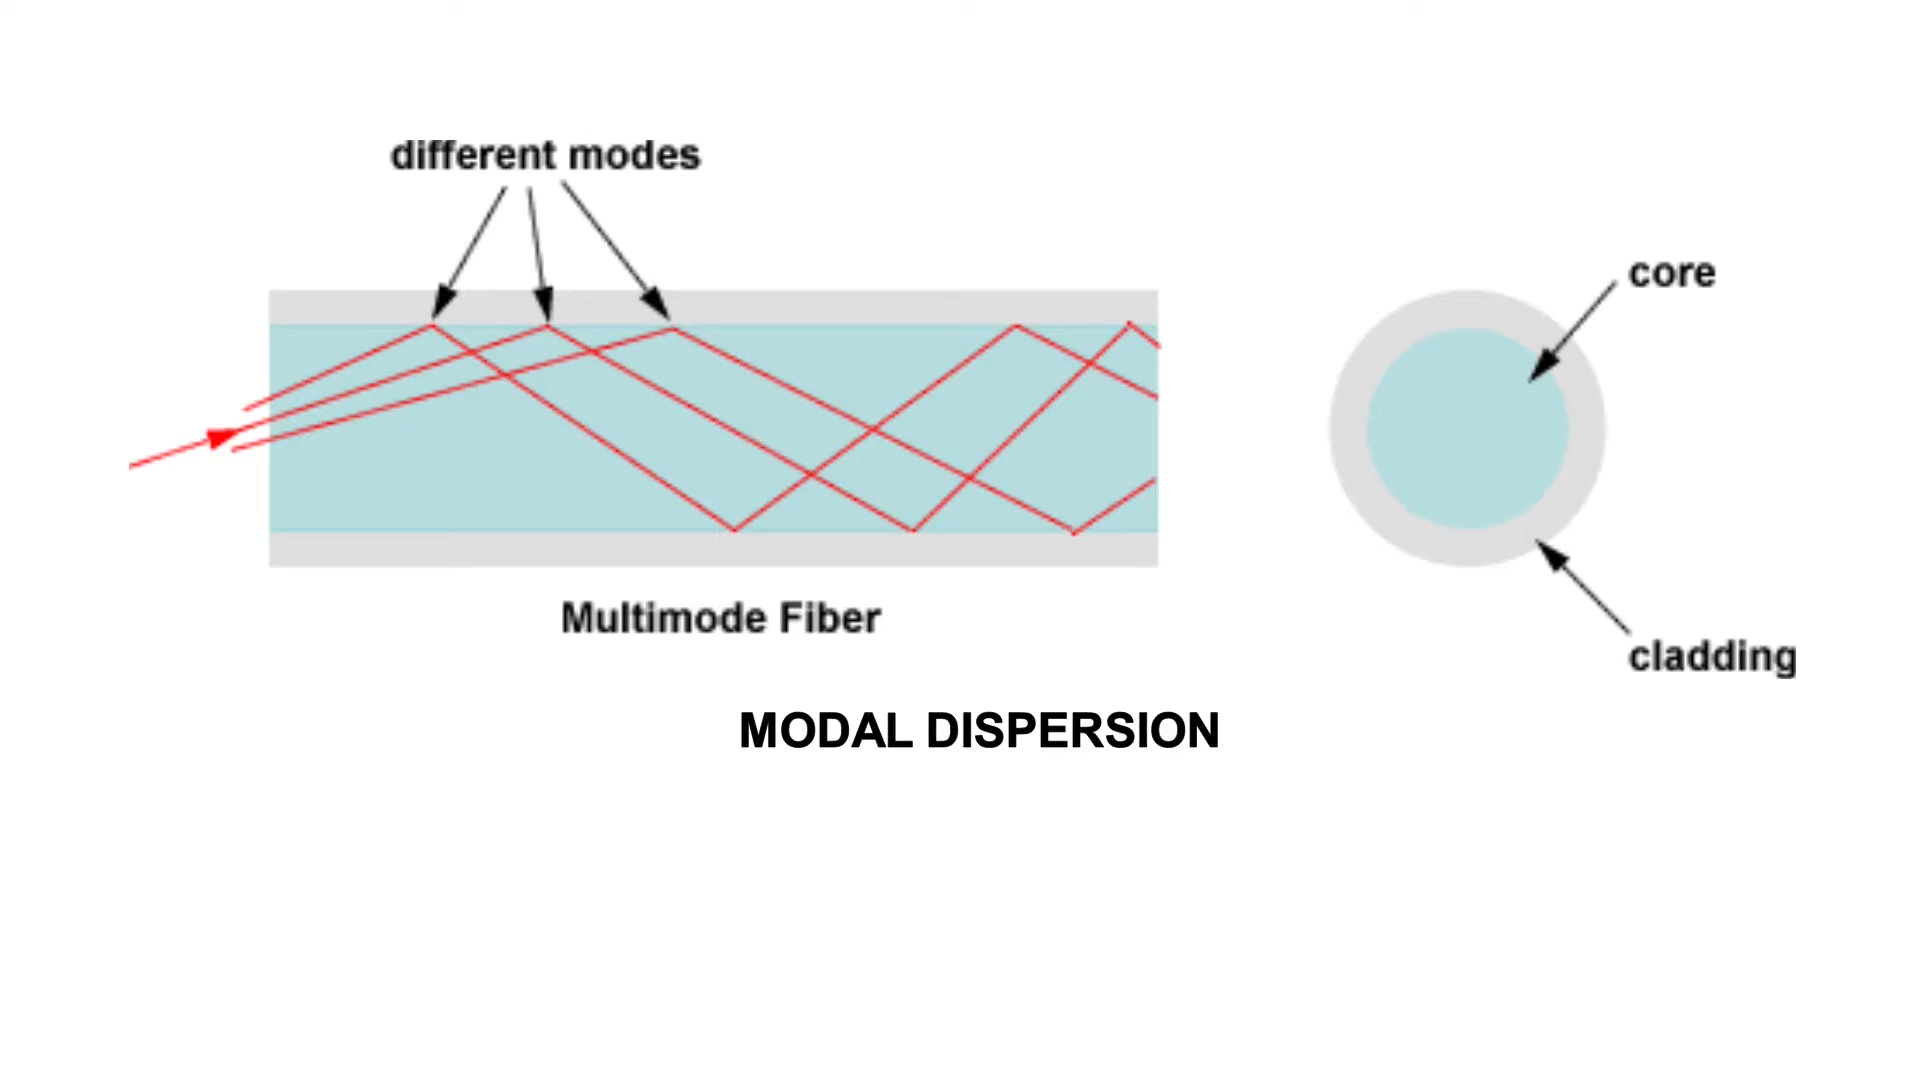 different modes
core
Multimode Fiber
cladding
MODAL DISPERSION